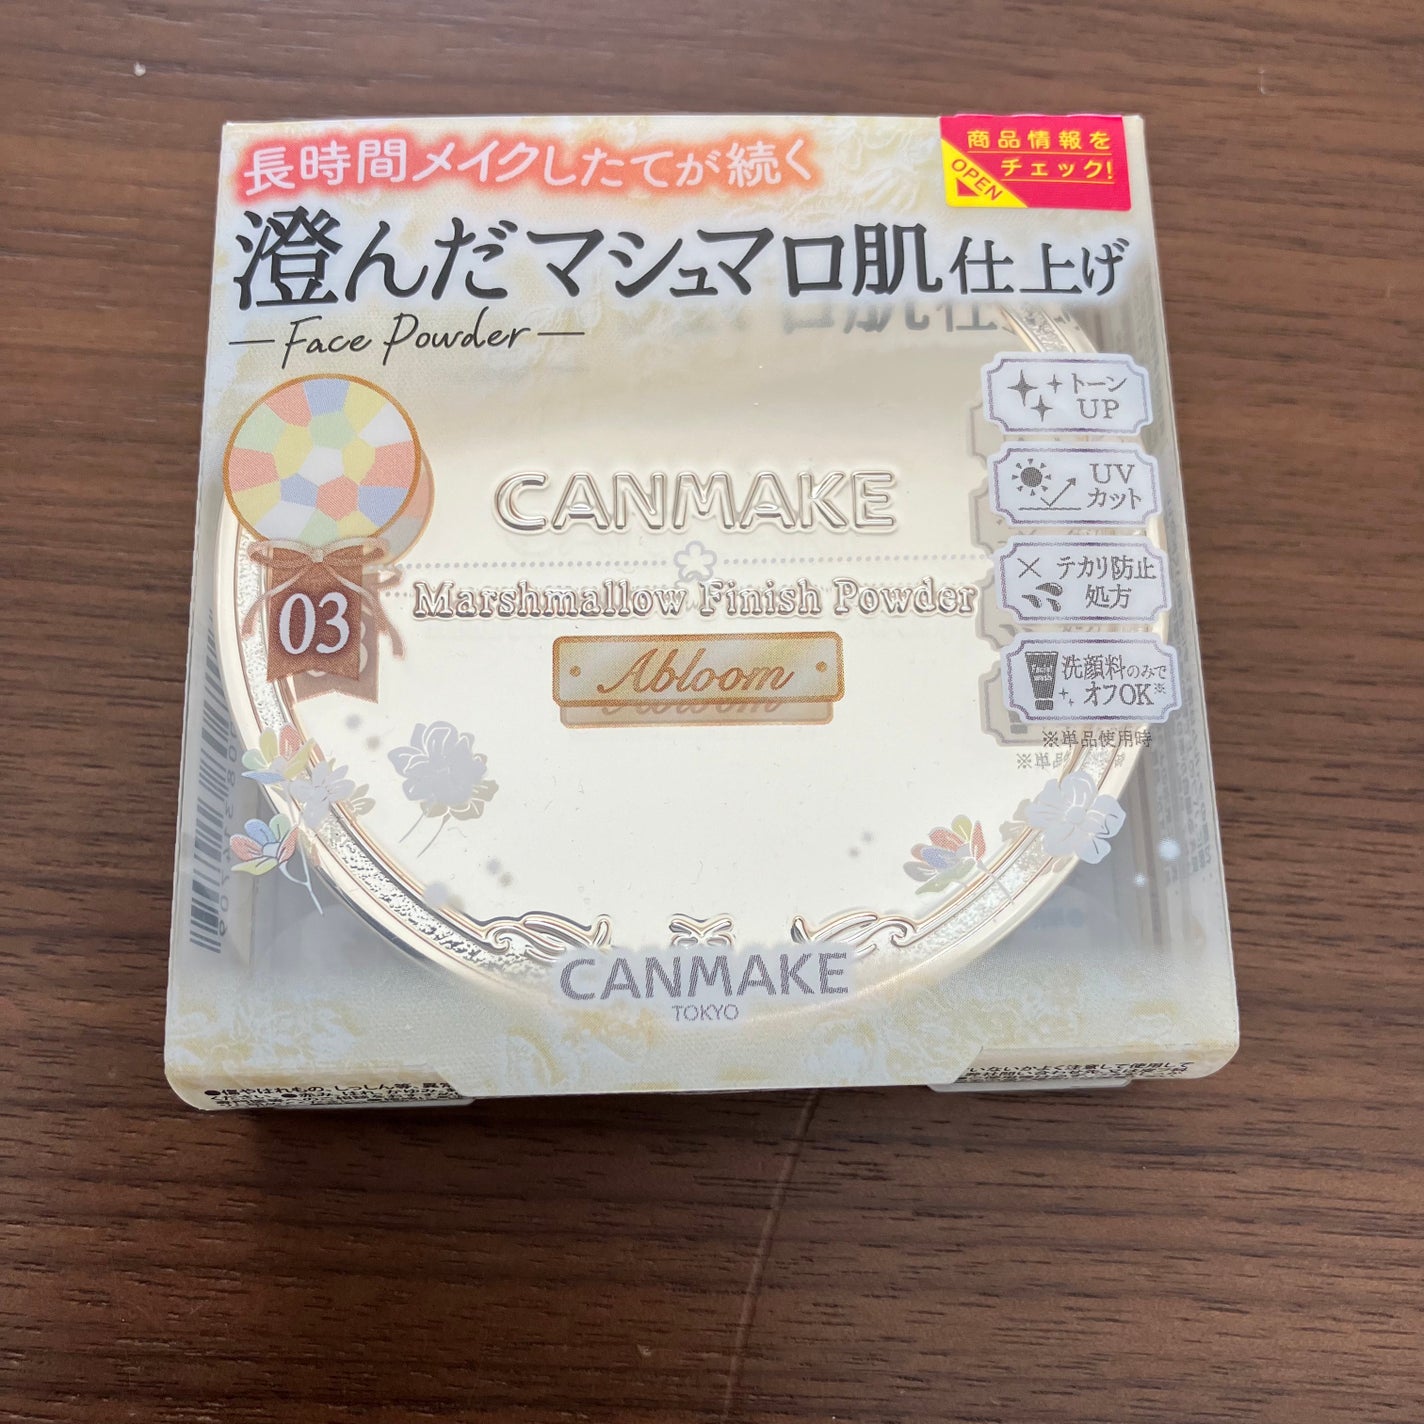 長時間メイクしたてが続く
商品情報を
チェック!
OPEN
澄んだマシュマロ肌仕上げ
Face Powder
トーン
UP
UV
カット
テカリ防止
処方
Facial
wash
洗顔料のみで
オフOK※
※単品使用時
CANMAKE
Marshmallow Finish Powder
03
Abloom
CANMAKE
TOKYO